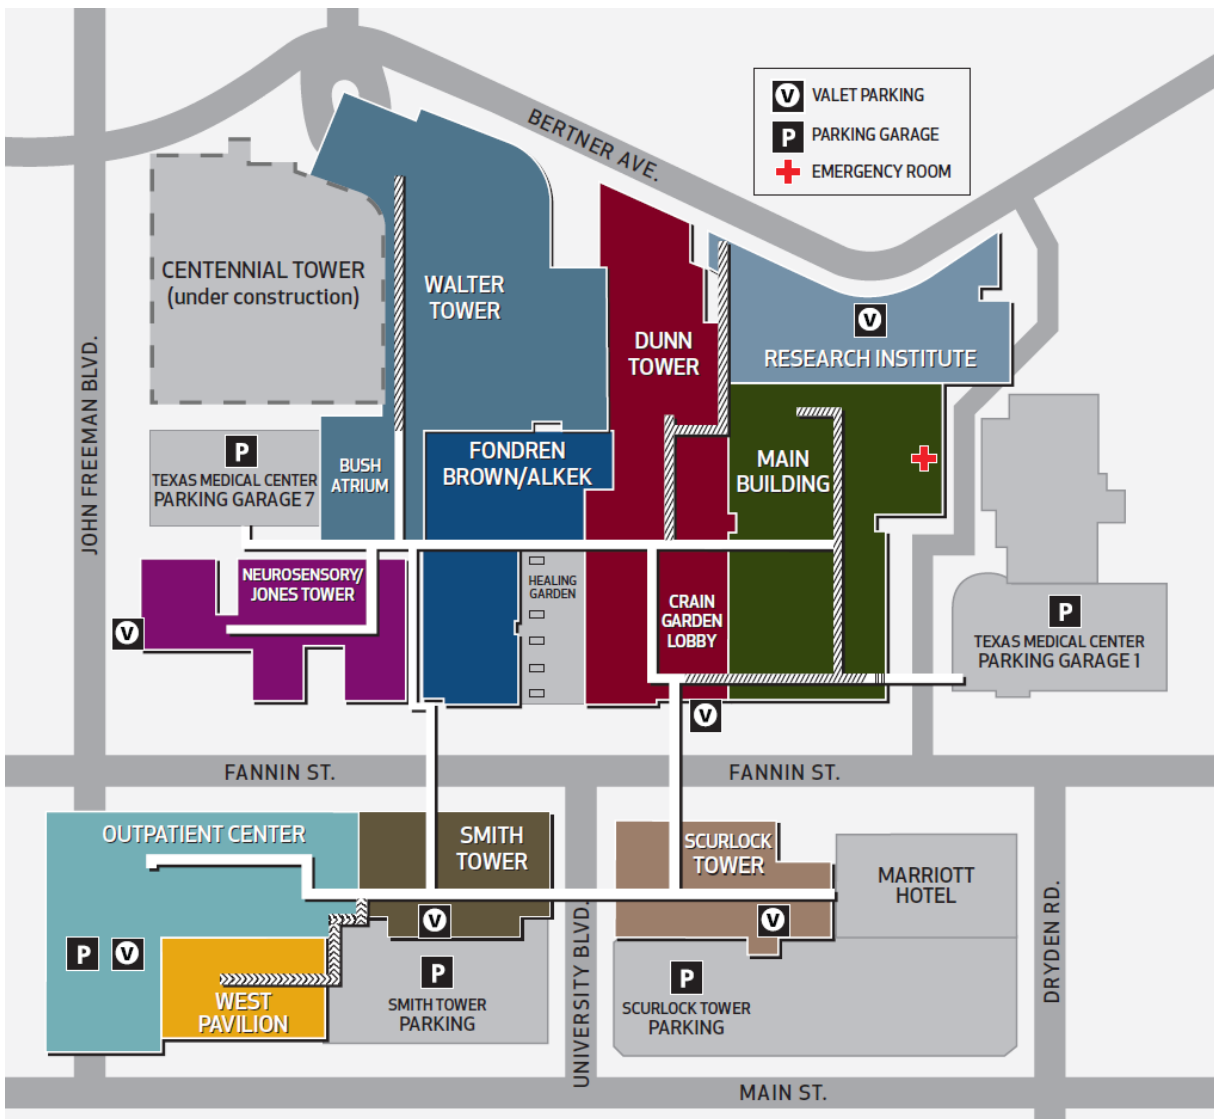 V VALET PARKING
P PARKING GARAGE
EMERGENCY ROOM
BERTNER AVE.
CENTENNIAL TOWER
(under construction)
WALTER
TOWER
DUNN
TOWER
V
RESEARCH INSTITUTE
JOHN FREEMAN BLVD.
P
TEXAS MEDICAL CENTER
PARKING GARAGE 7
BUSH
ATRIUM
FONDREN
BROWN/ALKEK
MAIN
BUILDING
NEUROSENSORY/
JONES TOWER
V
HEALING
GARDEN
CRAIN
GARDEN
LOBBY
V
P
TEXAS MEDICAL CENTER
PARKING GARAGE 1
FANNIN ST.
FANNIN ST.
OUTPATIENT CENTER
P V
SMITH
TOWER
V
SCURLOCK
TOWER
V
MARRIOTT
HOTEL
WEST
PAVILION
P
SMITH TOWER
PARKING
UNIVERSITY BLVD.
P
SCURLOCK TOWER
PARKING
DRYDEN RD.
MAIN ST.